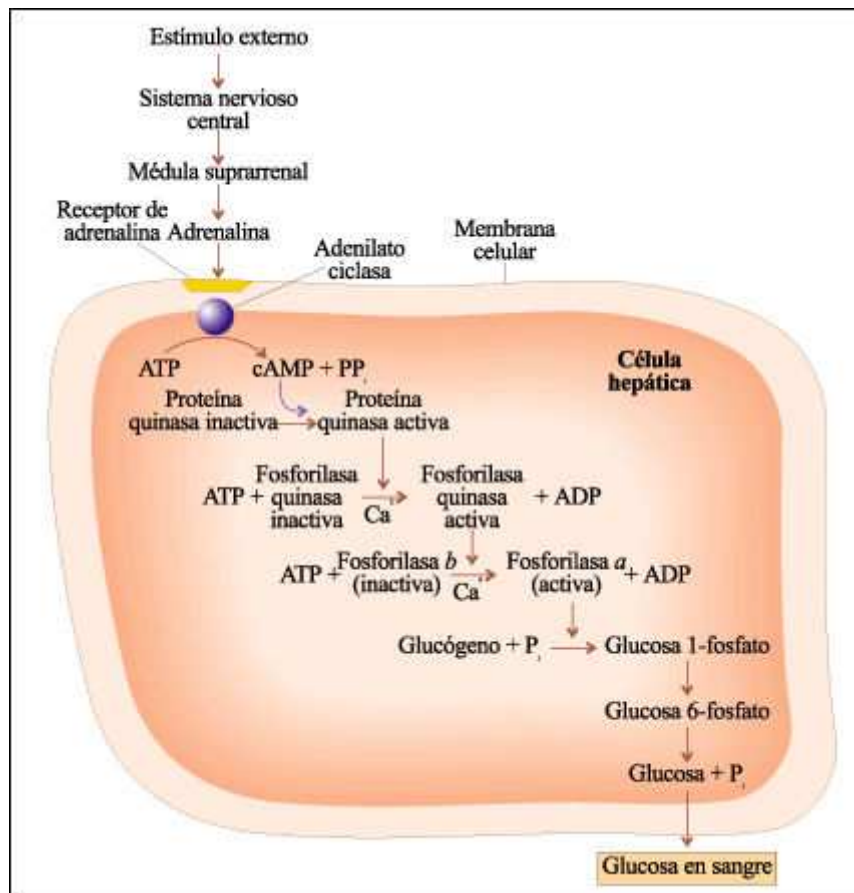 Estímulo externo
Sistema nervioso
central
Médula suprarrenal
Receptor de
adrenalina
Adrenalina
Adenilato
ciclasa
Membrana
celular
ATP
cAMP + PPi
Célula
hepática
Proteína
quinasa inactiva
Proteína
quinasa activa
ATP +
Fosforilasa
quinasa
inactiva
Ca+
Fosforilasa
quinasa
activa
+ ADP
ATP +
Fosforilasa b
(inactiva)
Ca+
Fosforilasa a
(activa)
+ ADP
Glucógeno + Pi
Glucosa 1-fosfato
Glucosa 6-fosfato
Glucosa + Pi
Glucosa en sangre